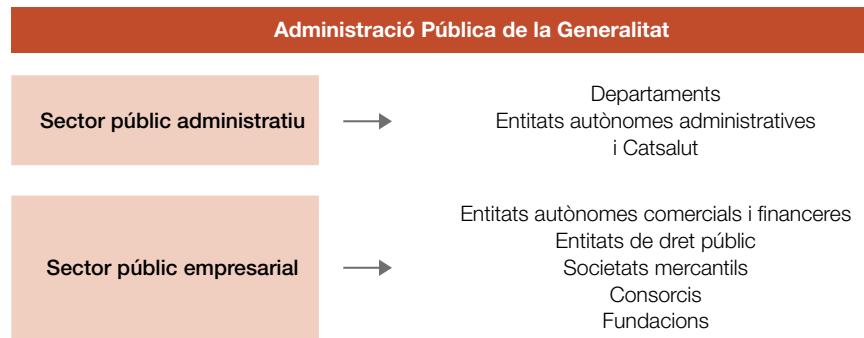 Administració Pública de la Generalitat
Sector públic administratiu
Departaments
Entitats autònomes administratives
i Catsalut
Sector públic empresarial
Entitats autònomes comercials i financeres
Entitats de dret públic
Societats mercantils
Consorcis
Fundacions